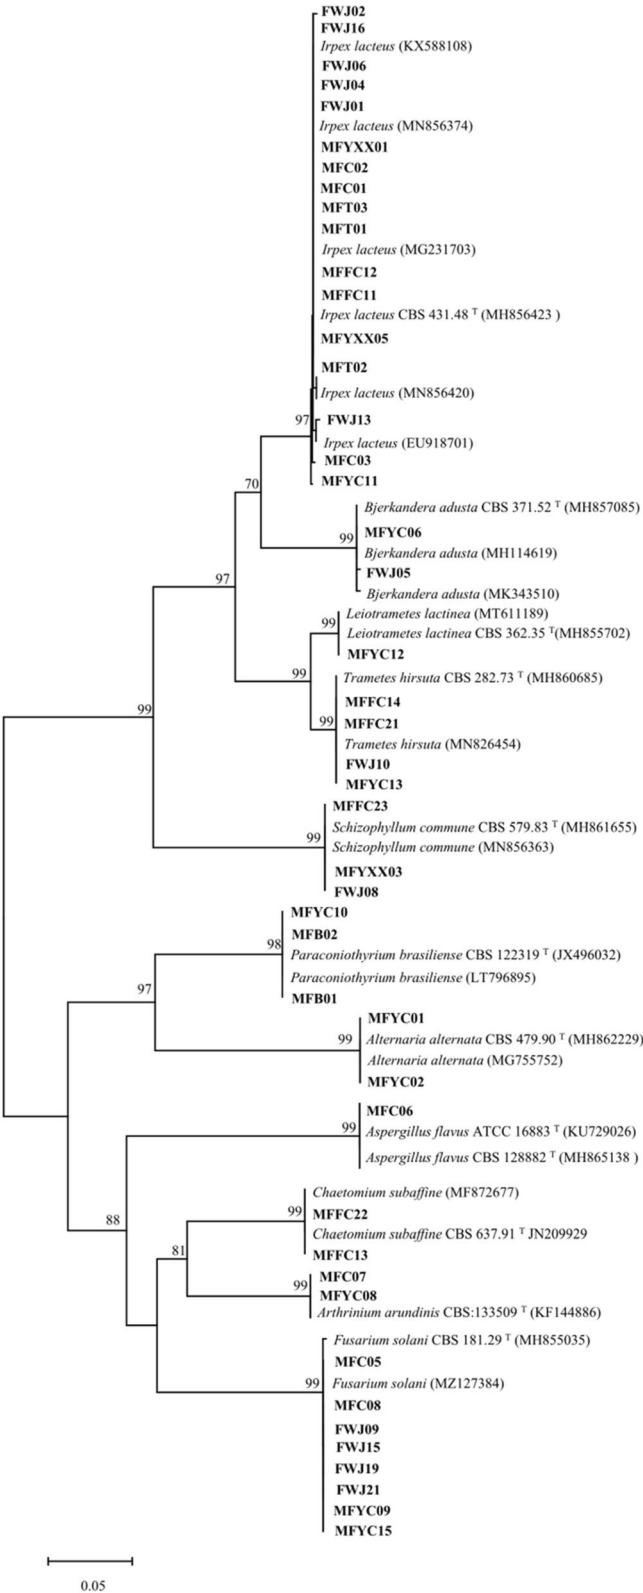 FWJ02
FWJ16
Irpex lacteus (KX588108)
FWJ06
FWJ04
FWJ01
Irpex lacteus (MN856374)
MFYXX01
MFC02
MFC01
MFT03
MFT01
Irpex lacteus (MG231703)
MFFC12
MFFC11
Irpex lacteus CBS 431.48 T (MH856423 )
MFYXX05
MFT02
Irpex lacteus (MN856420)
97
FWJ13
Irpex lacteus (EU918701)
MFC03
MFYC11
70
Bjerkandera adusta CBS 371.52 T (MH857085)
MFYC06
99
Bjerkandera adusta (MH114619)
FWJ05
97
Bjerkandera adusta (MK343510)
Leiotrametes lactinea (MT611189)
99
Leiotrametes lactinea CBS 362.35 T(MH855702)
MFYC12
99
Trametes hirsuta CBS 282.73 T (MH860685)
MFFC14
99
99
MFFC21
Trametes hirsuta (MN826454)
FWJ10
MFYC13
MFFC23
Schizophyllum commune CBS 579.83 T (MH861655)
99
Schizophyllum commune (MN856363)
MFYXX03
FWJ08
MFYC10
MFB02
98
Paraconiothyrium brasiliense CBS 122319 T (JX496032)
Paraconiothyrium brasiliense (LT796895)
97
MFB01
MFYC01
99
Alternaria alternata CBS 479.90 T (MH862229)
Alternaria alternata (MG755752)
MFYC02
MFC06
99
Aspergillus flavus ATCC 16883 T (KU729026)
Aspergillus flavus CBS 128882 T (MH865138 )
Chaetomium subaffine (MF872677)
99
MFFC22
88
Chaetomium subaffine CBS 637.91 T JN209929
81
MFFC13
MFC07
99
MFYC08
Arthrinium arundinis CBS:133509 T (KF144886)
Fusarium solani CBS 181.29 T (MH855035)
MFC05
99
Fusarium solani (MZ127384)
MFC08
FWJ09
FWJ15
FWJ19
FWJ21
MFYC09
MFYC15
0.05